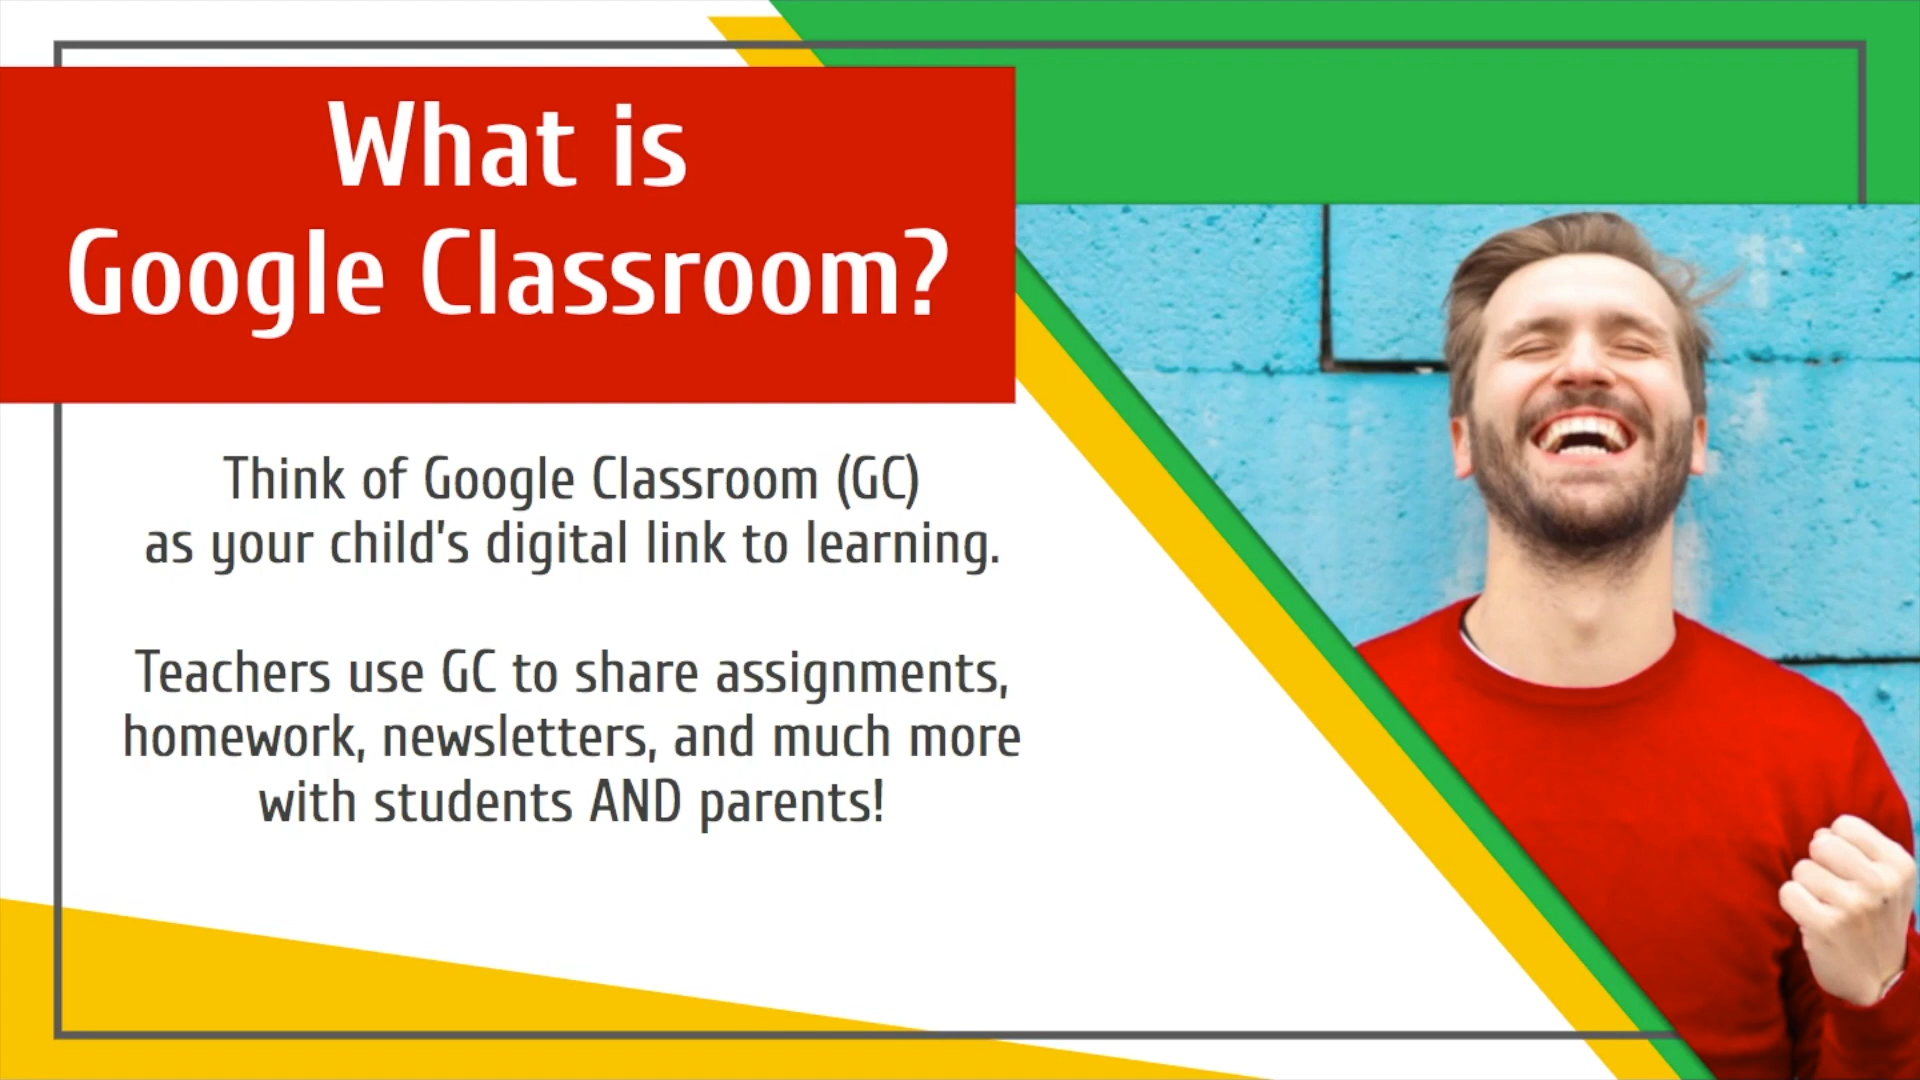 What is
Google Classroom?
Think of Google Classroom (GC)
as your child's digital link to learning.
Teachers use GC to share assignments,
homework, newsletters, and much more
with students AND parents!